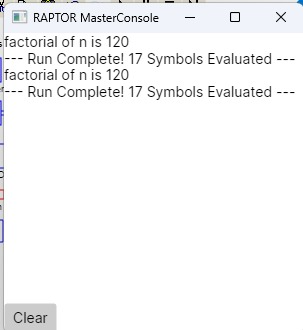 RAPTOR MasterConsole
factorial of n is 120
--- Run Complete! 17 Symbols Evaluated ---
factorial of n is 120
--- Run Complete! 17 Symbols Evaluated ---
Clear